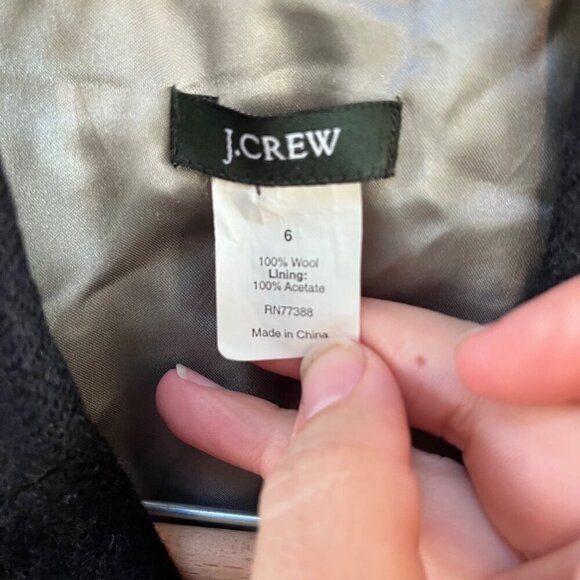 J.CREW
6
100% Wool
Lining:
100% Acetate
RN77388
Made in China